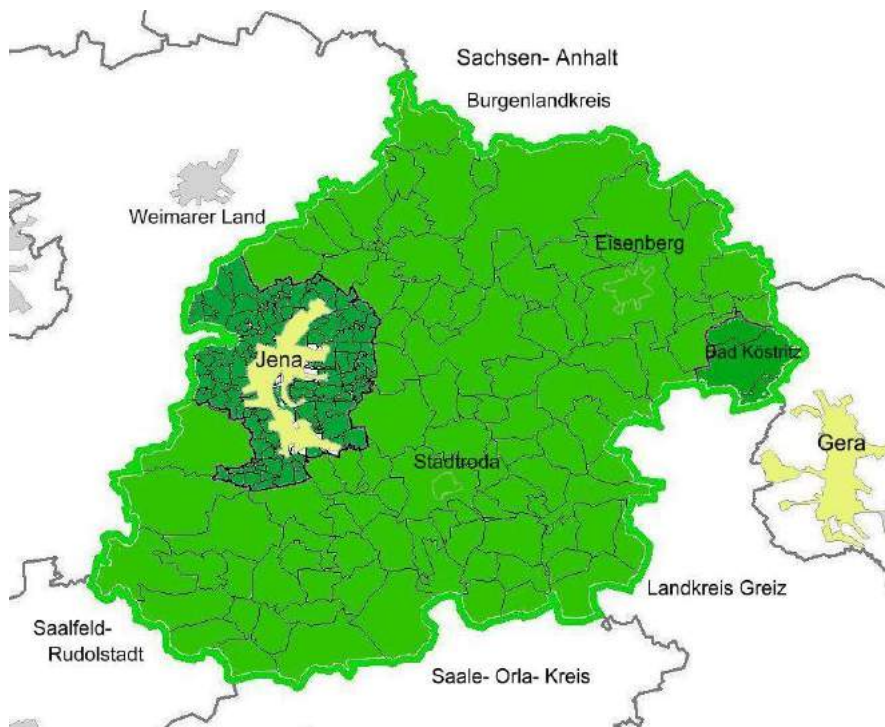 Sachsen- Anhalt
Burgenlandkreis
Weimarer Land
Eisenberg
Bad Köstritz
Jena
Gera
Stadtroda
Landkreis Greiz
Saalfeld-
Rudolstadt
Saale- Orla- Kreis